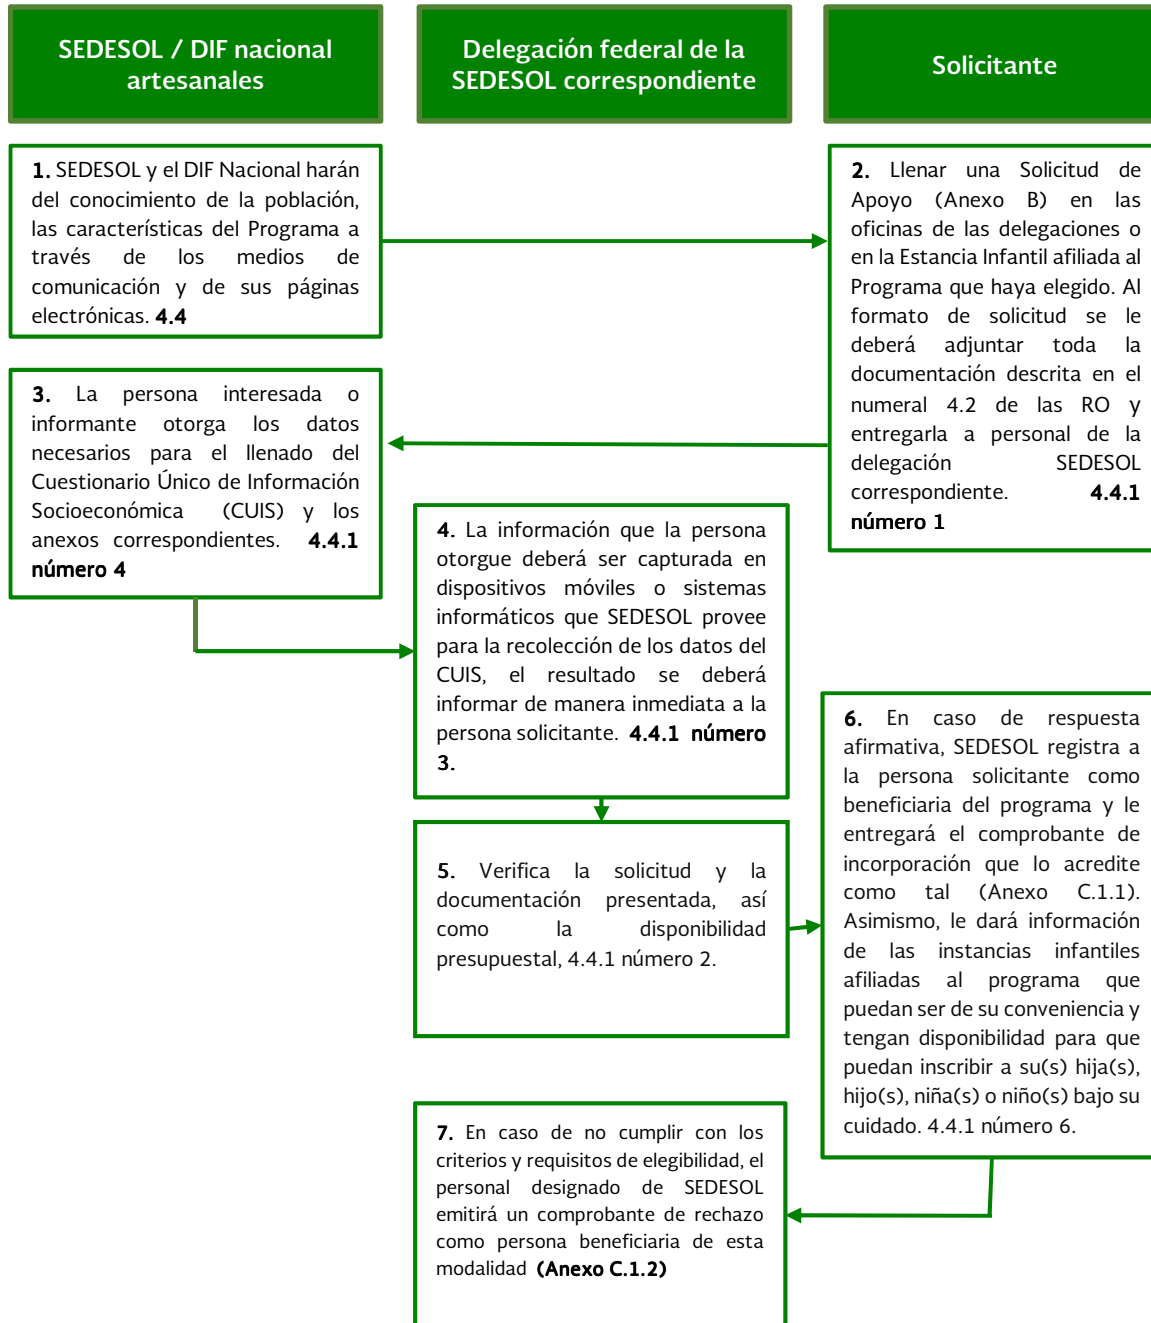 SEDESOL / DIF nacional
artesanales
Delegación federal de la
SEDESOL correspondiente
Solicitante
1. SEDESOL y el DIF Nacional harán
del conocimiento de la población,
las características del Programa a
través de los medios de
comunicación y de sus páginas
electrónicas. 4.4
2. Llenar una Solicitud de
Apoyo (Anexo B) en las
oficinas de las delegaciones o
en la Estancia Infantil afiliada al
Programa que haya elegido. Al
formato de solicitud se le
deberá adjuntar toda la
documentación descrita en el
numeral 4.2 de las RO y
entregarla a personal de la
delegación SEDESOL
correspondiente. 4.4.1
número 1
3. La persona interesada o
informante otorga los datos
necesarios para el llenado del
Cuestionario Único de Información
Socioeconómica (CUIS) y los
anexos correspondientes. 4.4.1
número 4
4. La información que la persona
otorgue deberá ser capturada en
dispositivos móviles o sistemas
informáticos que SEDESOL provee
para la recolección de los datos del
CUIS, el resultado se deberá
informar de manera inmediata a la
persona solicitante. 4.4.1 número
3.
5. Verifica la solicitud y la
documentación presentada, así
como la disponibilidad
presupuestal, 4.4.1 número 2.
6. En caso de respuesta
afirmativa, SEDESOL registra a
la persona solicitante como
beneficiaria del programa y le
entregará el comprobante de
incorporación que lo acredite
como tal (Anexo C.1.1).
Asimismo, le dará información
de las instancias infantiles
afiliadas al programa que
puedan ser de su conveniencia y
tengan disponibilidad para que
puedan inscribir a su(s) hija(s),
hijo(s), niña(s) o niño(s) bajo su
cuidado. 4.4.1 número 6.
7. En caso de no cumplir con los
criterios y requisitos de elegibilidad, el
personal designado de SEDESOL
emitirá un comprobante de rechazo
como persona beneficiaria de esta
modalidad (Anexo C.1.2)